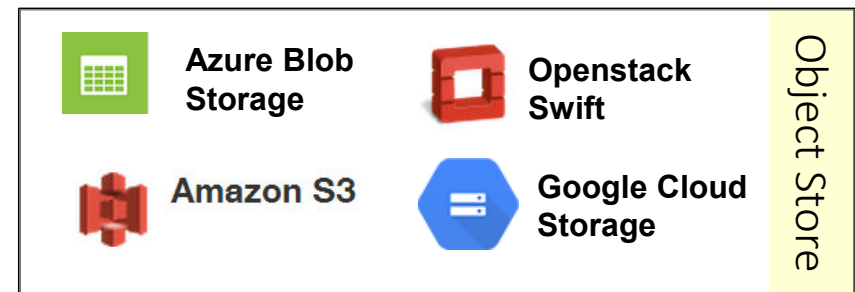 Azure Blob
Storage
Openstack
Swift
Amazon S3
Google Cloud
Storage
Object Store